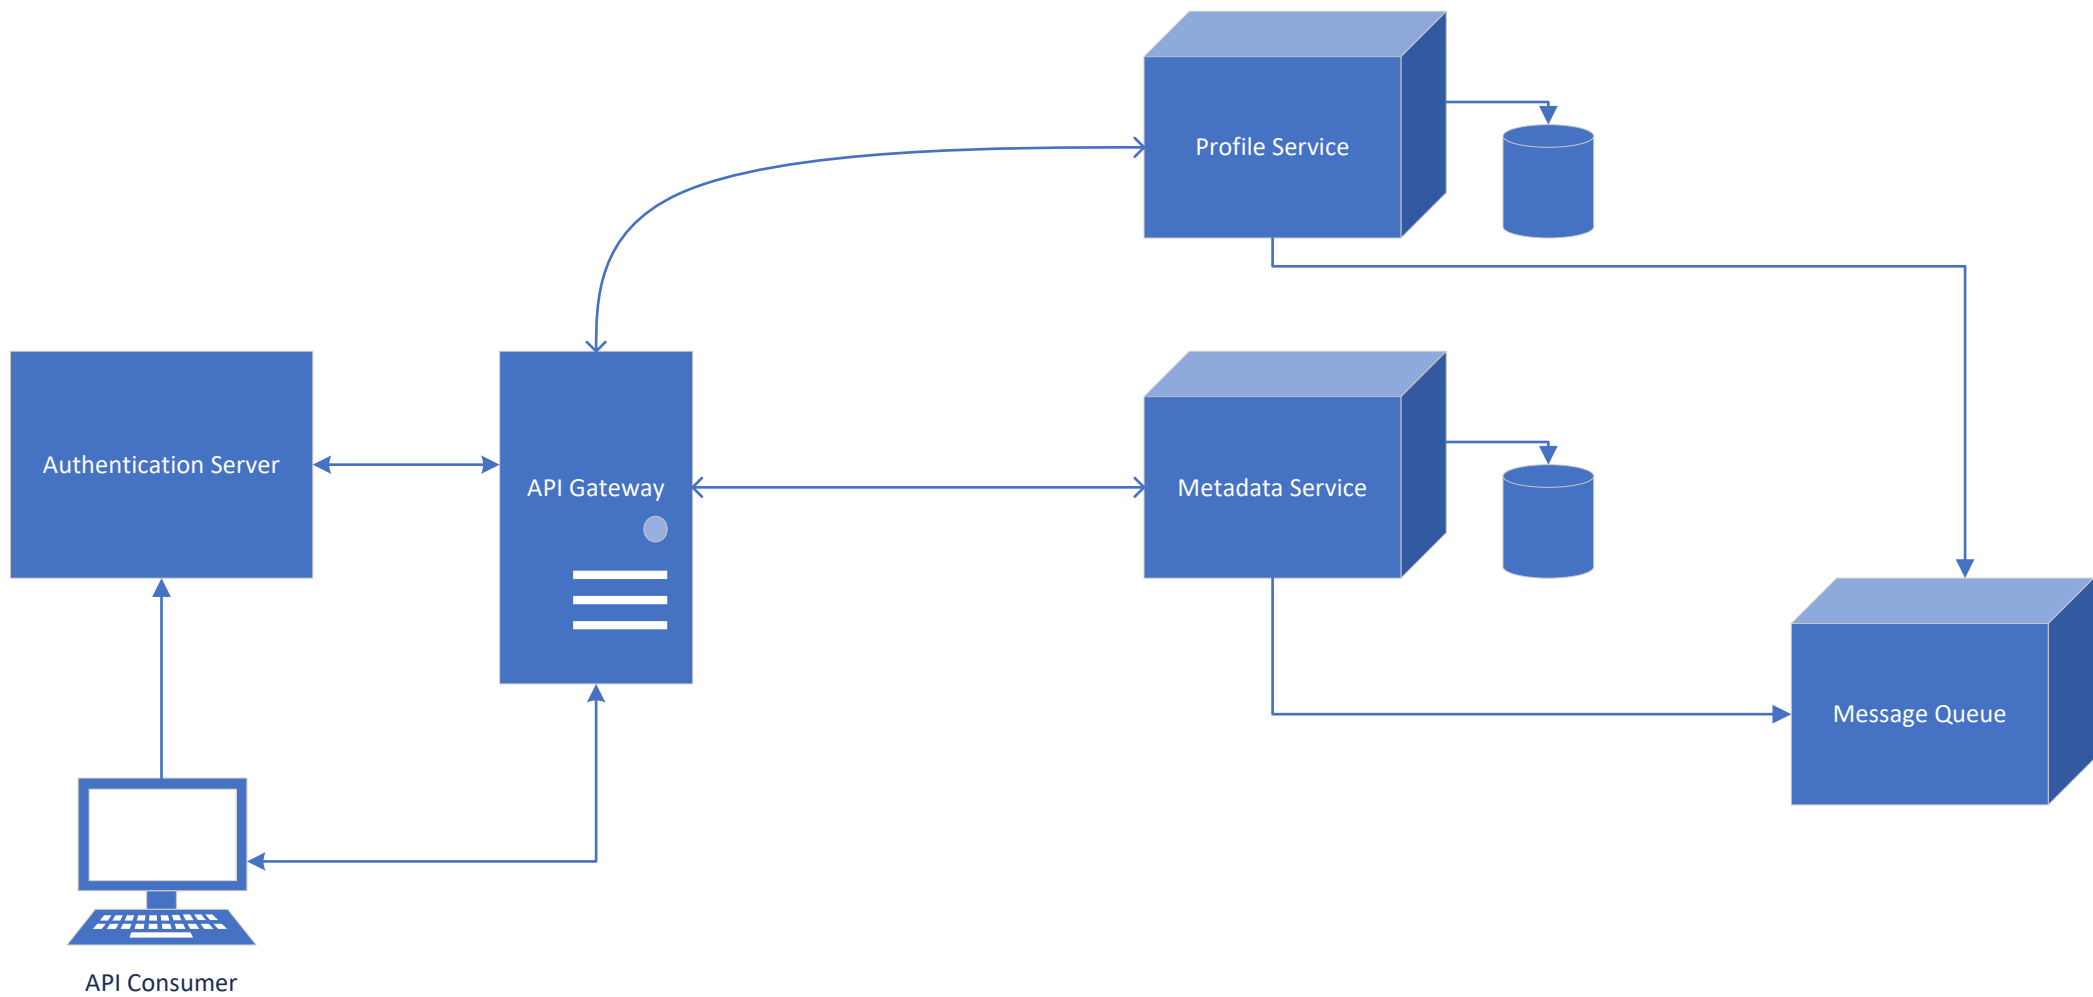 Profile Service
Authentication Server
API Gateway
Metadata Service
Message Queue
API Consumer